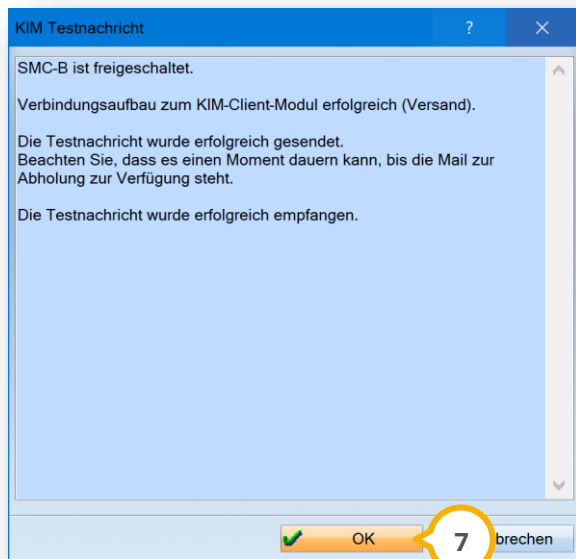 KIM Testnachricht
?
SMC-B ist freigeschaltet.
Verbindungsaufbau zum KIM-Client-Modul erfolgreich (Versand).
Die Testnachricht wurde erfolgreich gesendet.
Beachten Sie, dass es einen Moment dauern kann, bis die Mail zur
Abholung zur Verfügung steht.
Die Testnachricht wurde erfolgreich empfangen.
OK 7 brechen